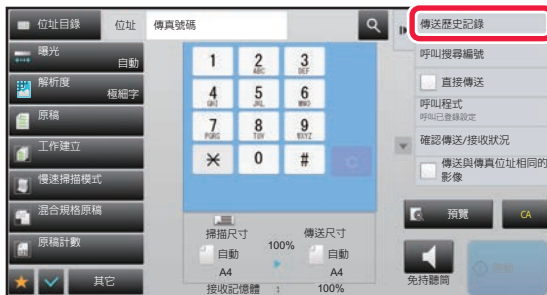 位址目錄
位址
傳真號碼
傳送歷史記錄
曝光
自動
解析度
極細字
原稿
工作建立
慢速掃描模式
混合規格原稿
原稿計數
其它
1
2
ABC
3
DEF
4
GHI
5
JKL
6
MNO
7
PQRS
8
TUV
9
WXYZ
0
#
C
掃描尺寸
傳送尺寸
100%
自動
自動
A4
A4
接收記憶體 : 100%
呼叫搜尋編號
直接傳送
呼叫程式
呼叫已登錄設定
確認傳送/接收狀況
傳送與傳真位址相同的
影像
預覽
CA
免持聽筒